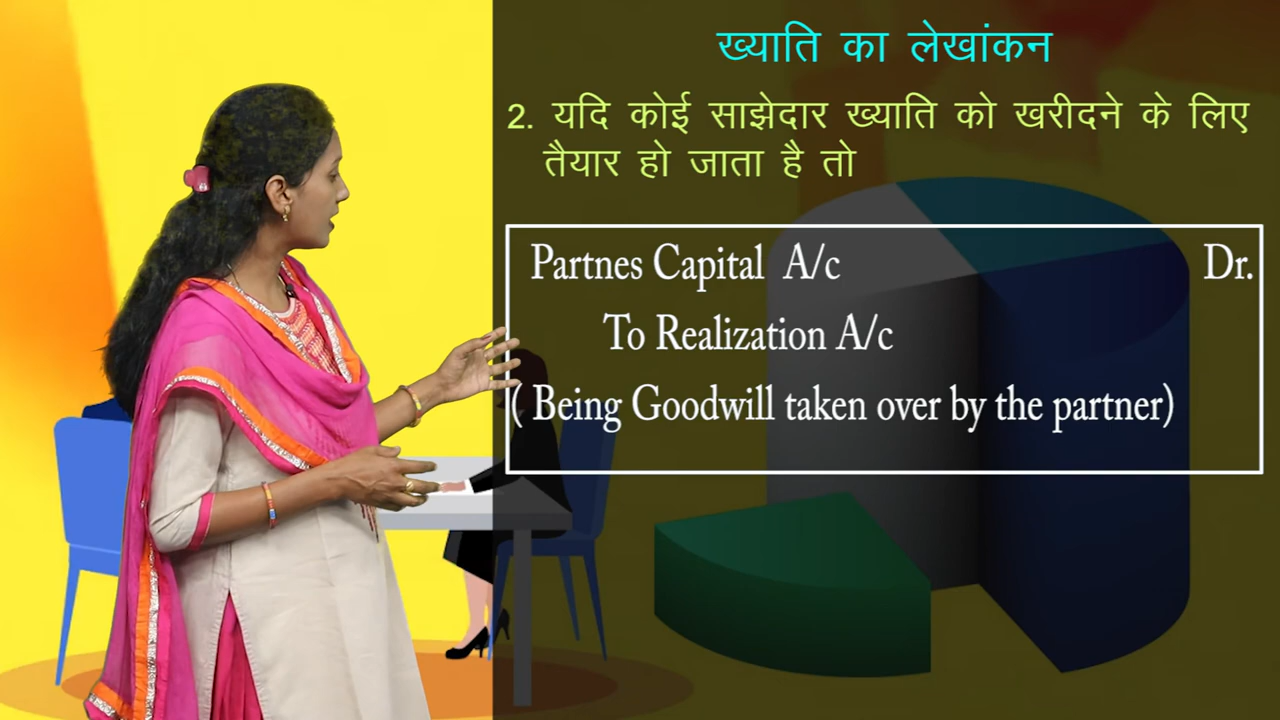 ख्याति का लेखांकन
2. यदि कोई साझेदार ख्याति को खरीदने के लिए
तैयार हो जाता है तो
Partnes Capital A/c Dr.
To Realization A/c
( Being Goodwill taken over by the partner)